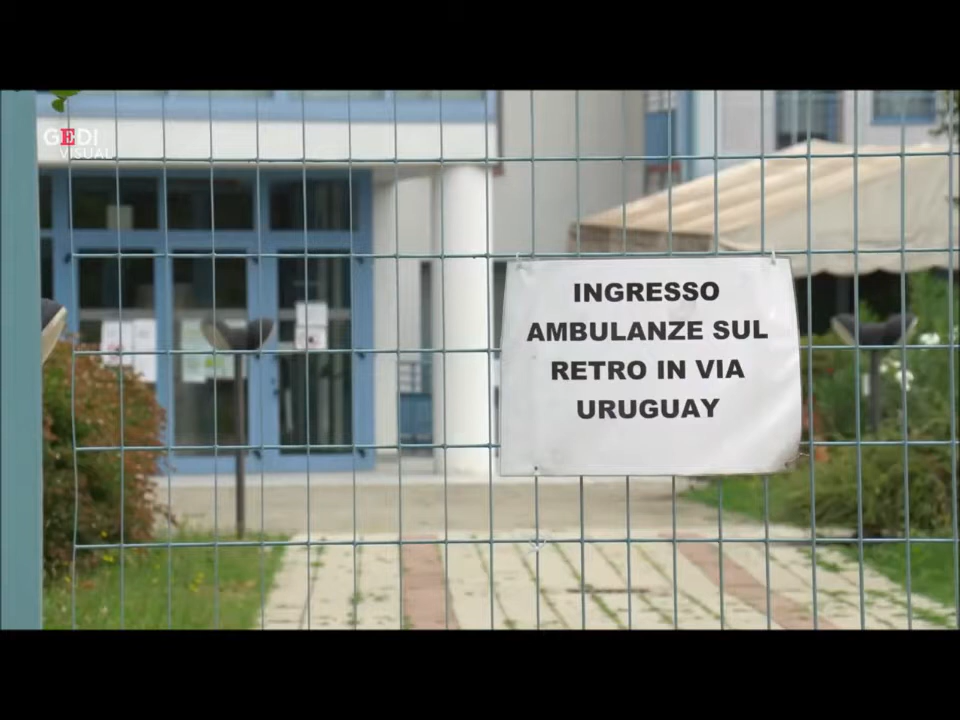 GEDI
VISUAL
INGRESSO
AMBULANZE SUL
RETRO IN VIA
URUGUAY